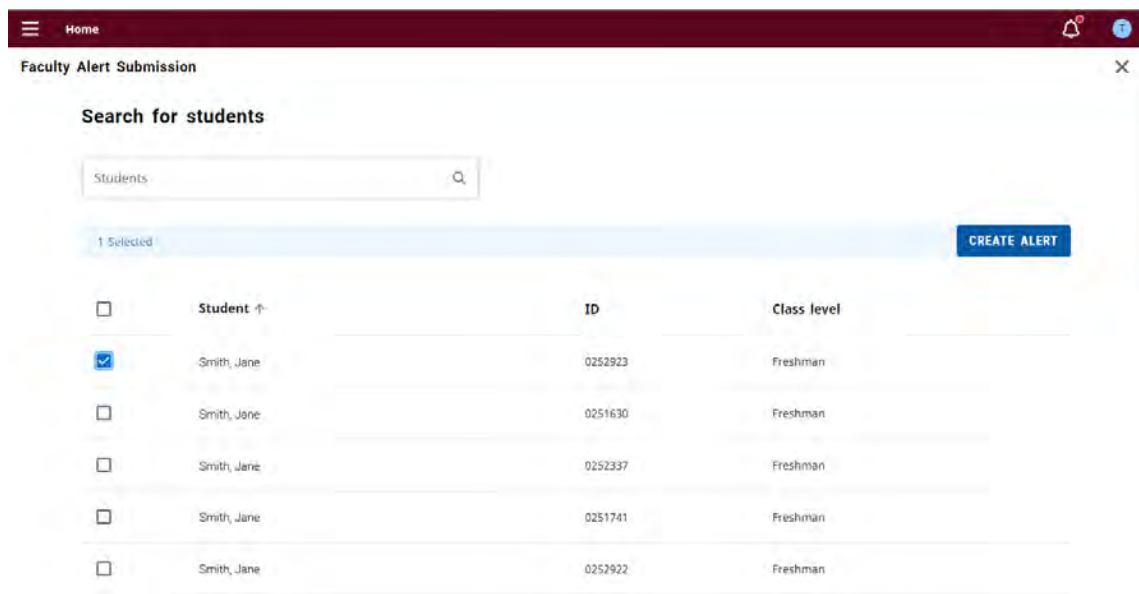 Home
T
Faculty Alert Submission
Search for students
Students
1 Selected
CREATE ALERT
Student ↑ ID Class level
Smith, Jane 0252923 Freshman
Smith, Jane 0251630 Freshman
Smith, Jane 0252337 Freshman
Smith, Jane 0251741 Freshman
Smith, Jane 0252922 Freshman